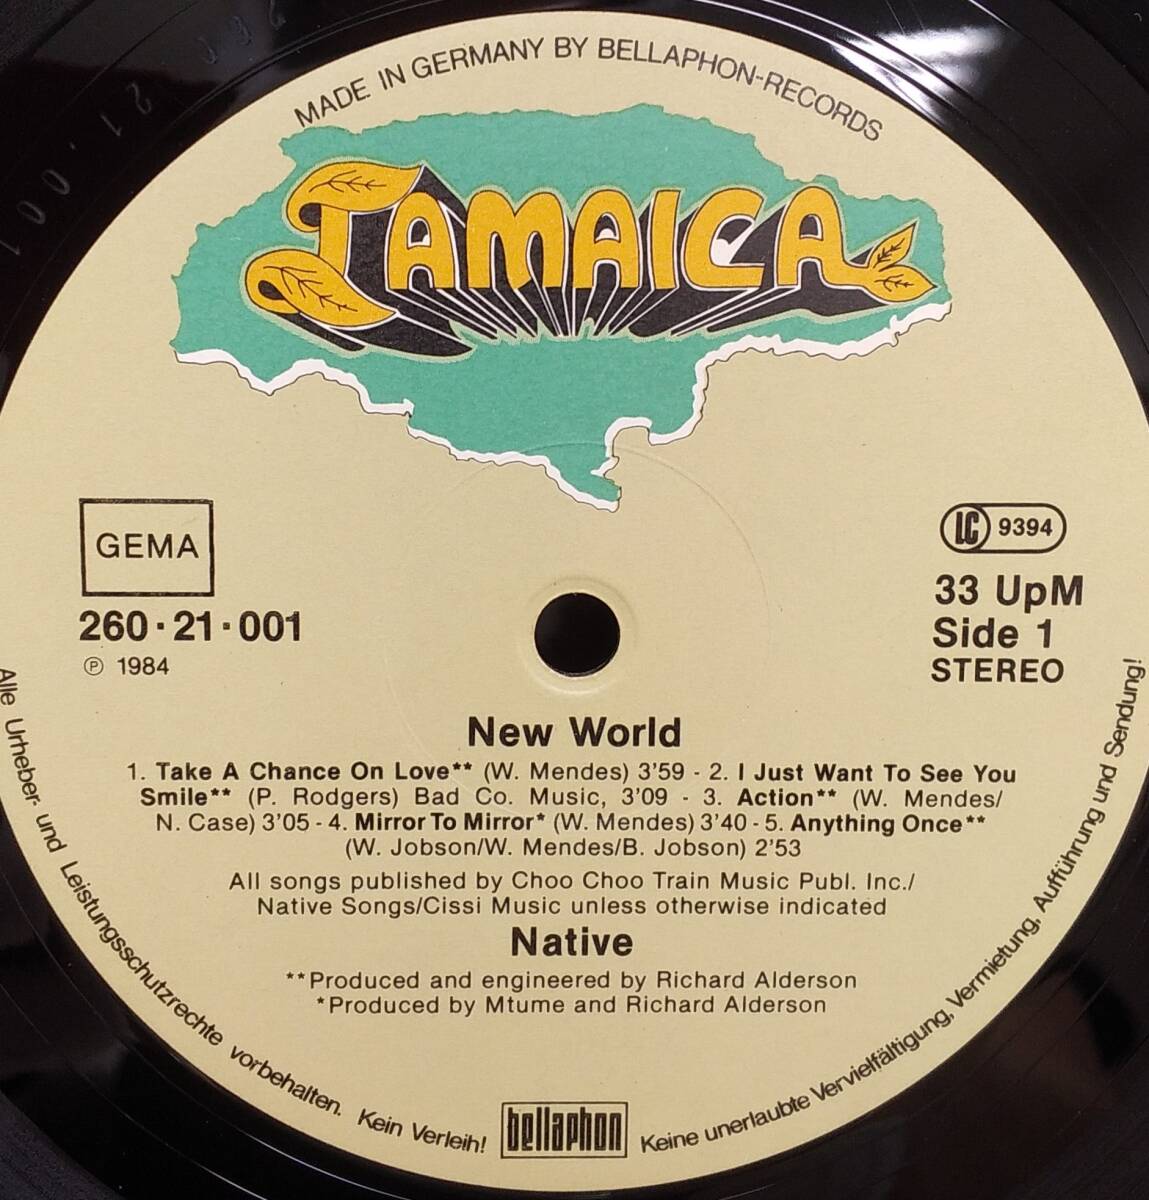 MADE IN GERMANY BY BELLAPHON-RECORDS
JAMAICA
GEMA
260·21·001
℗ 1984
LC 9394
33 UpM
Side 1
STEREO
New World
1. Take A Chance On Love** (W. Mendes) 3'59 - 2. I Just Want To See You
Smile** (P. Rodgers) Bad Co. Music, 3'09 - 3. Action** (W. Mendes/
N. Case) 3'05 - 4. Mirror To Mirror* (W. Mendes) 3'40 - 5. Anything Once**
(W. Jobson/W. Mendes/B. Jobson) 2'53
All songs published by Choo Choo Train Music Publ. Inc./
Native Songs/Cissi Music unless otherwise indicated
Native
**Produced and engineered by Richard Alderson
*Produced by Mtume and Richard Alderson
Alle Urheber- und Leistungsschutzrechte vorbehalten. Kein Verleih!
bellaphon
Keine unerlaubte Vervielfältigung, Vermietung, Aufführung und Sendung!
21.001